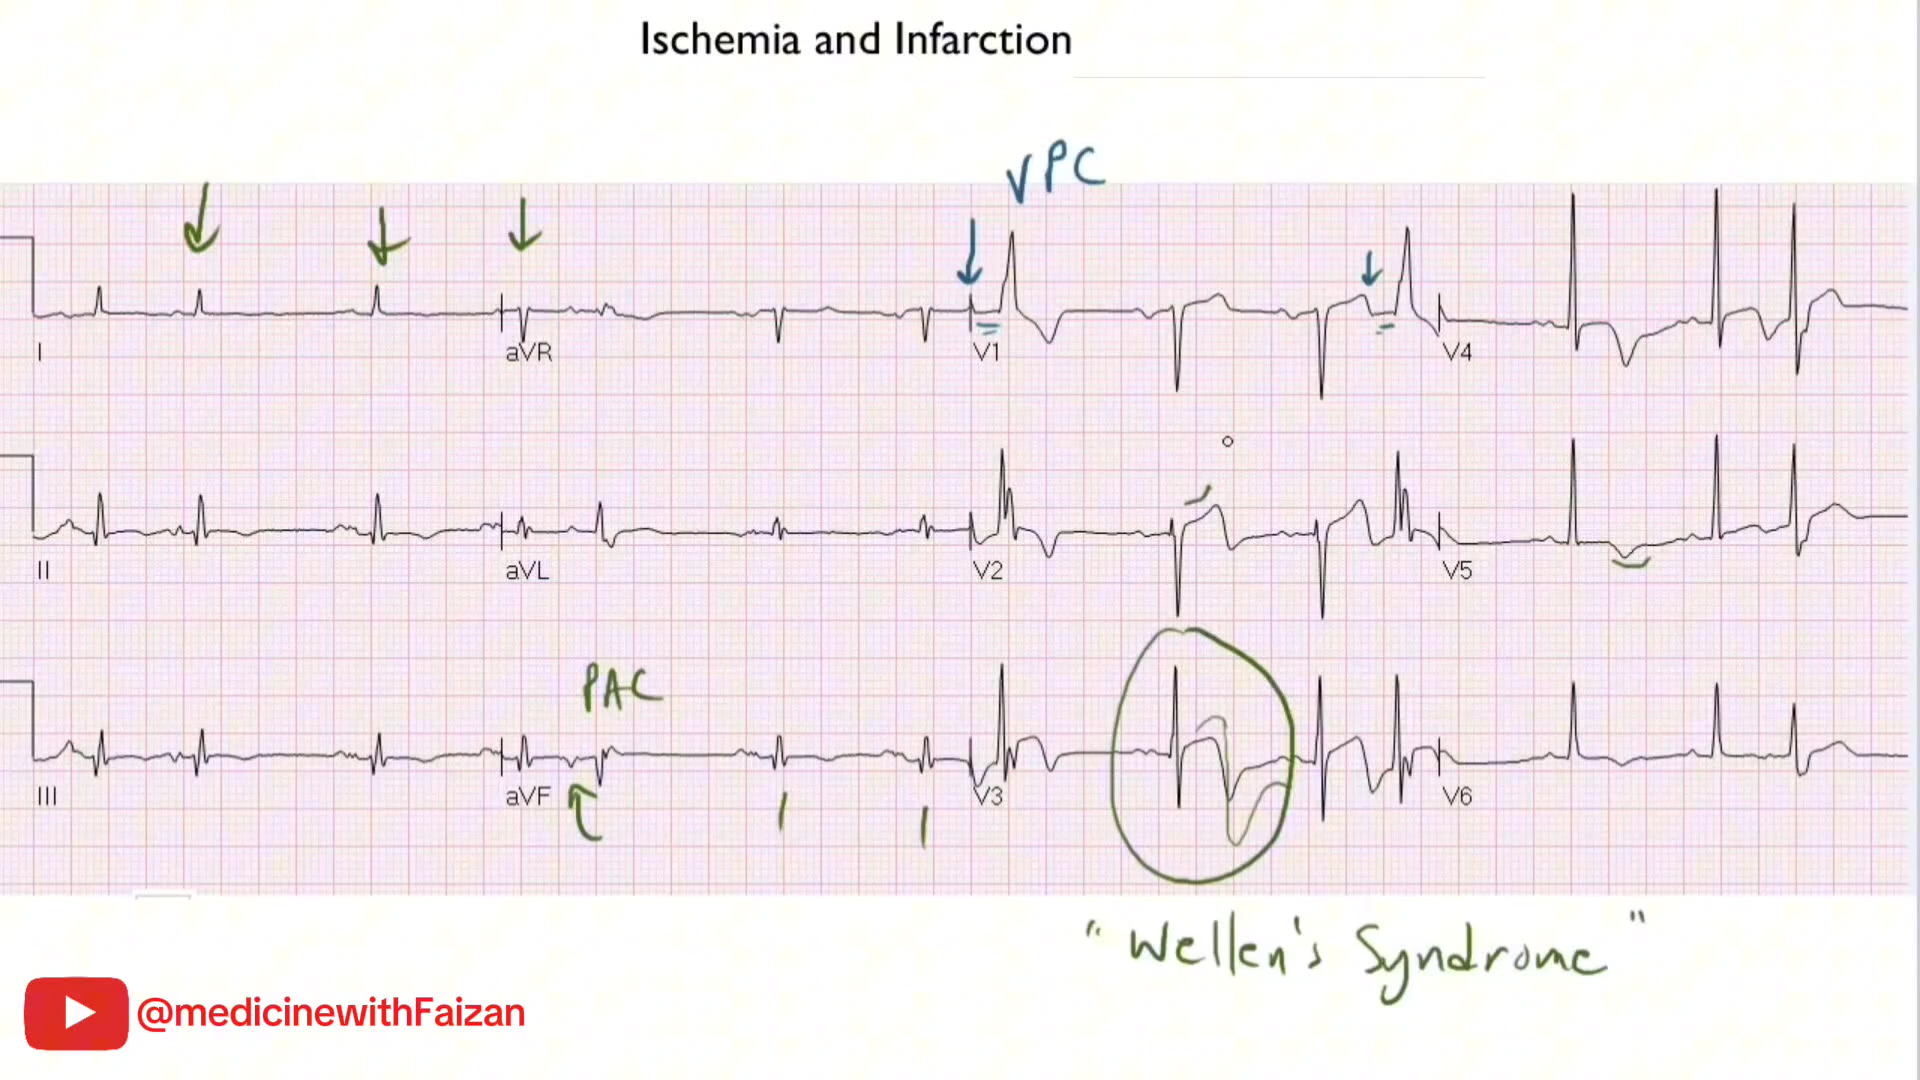 Ischemia and Infarction
VPC
I
aVR
V1
V4
II
aVL
V2
V5
PAC
III
aVF
V3
V6
"Wellen's Syndrome"
@medicinewithFaizan